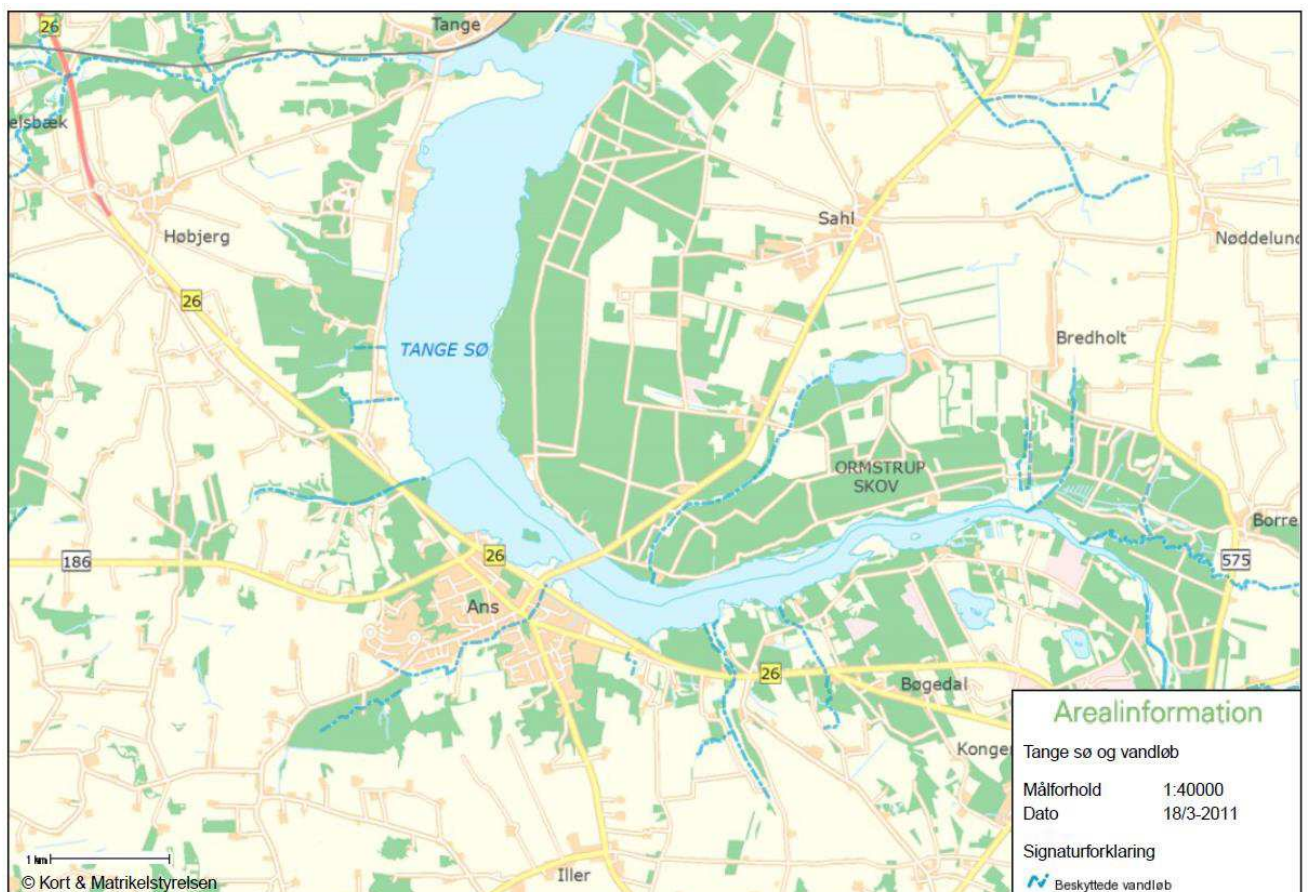 26
Tange
elsbæk
Sahl
Høbjerg
Nøddelund
26
Bredholt
TANGE SØ
ORMSTRUP
SKOV
Borre
26
186
575
Ans
26
Bøgedal
Arealinformation
Konge
Tange sø og vandløb
Målforhold 1:40000
Dato 18/3-2011
Signaturforklaring
Beskyttede vandløb
1 km
Iller
© Kort & Matrikelstyrelsen